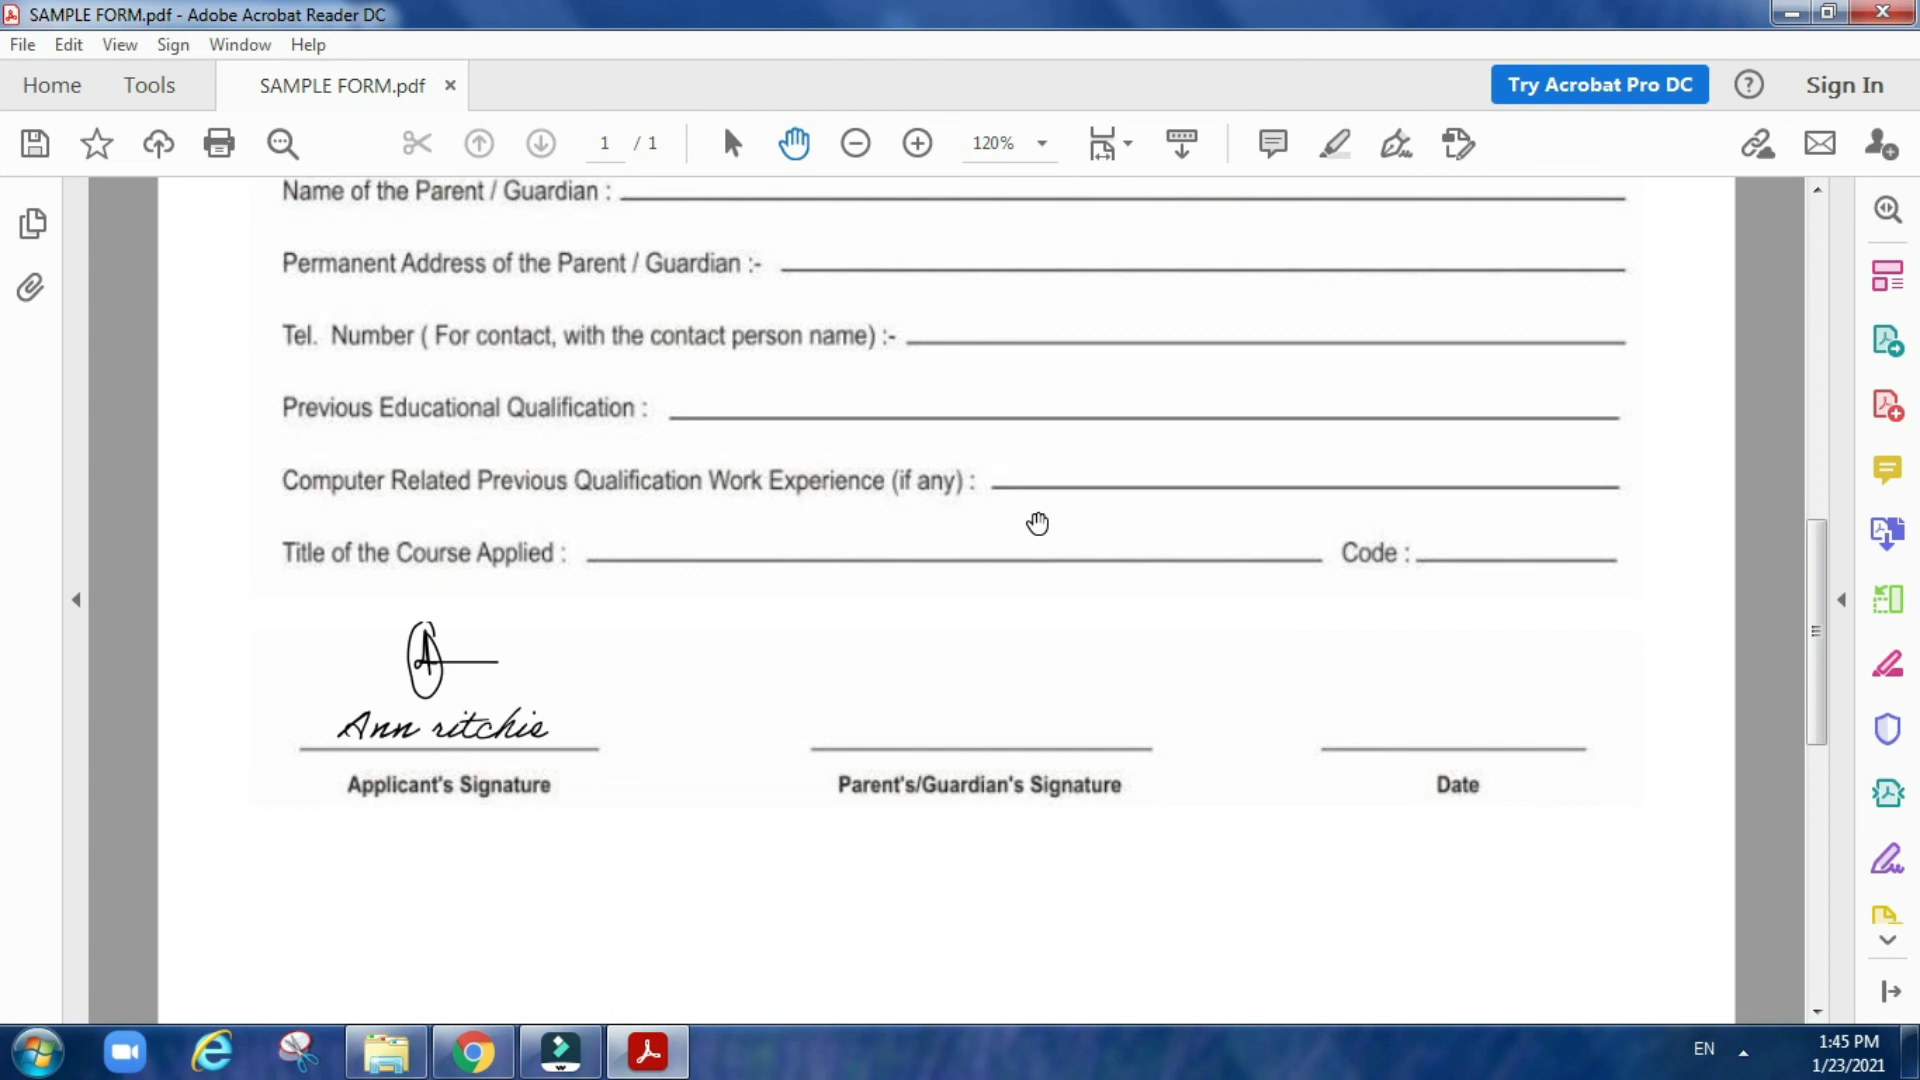 SAMPLE FORM.pdf - Adobe Acrobat Reader DC
File Edit View Sign Window Help
Home Tools SAMPLE FORM.pdf × Try Acrobat Pro DC ? Sign In
1 / 1 120%
Name of the Parent / Guardian :
Permanent Address of the Parent / Guardian :-
Tel. Number ( For contact, with the contact person name) :-
Previous Educational Qualification :
Computer Related Previous Qualification Work Experience (if any) :
Title of the Course Applied : Code :
A
Ann ritchie
Applicant's Signature Parent's/Guardian's Signature Date
EN 1:45 PM
1/23/2021